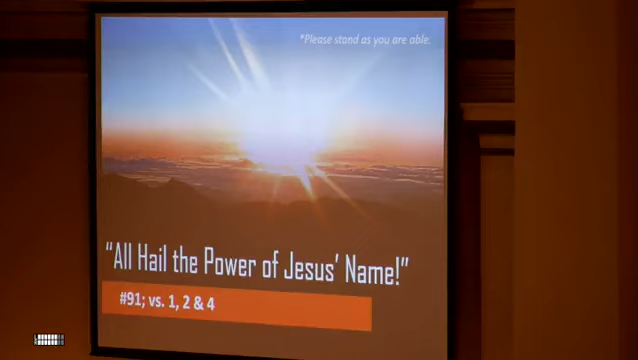 *Please stand as you are able.
“All Hail the Power of Jesus’ Name!”
#91; vs. 1, 2 & 4